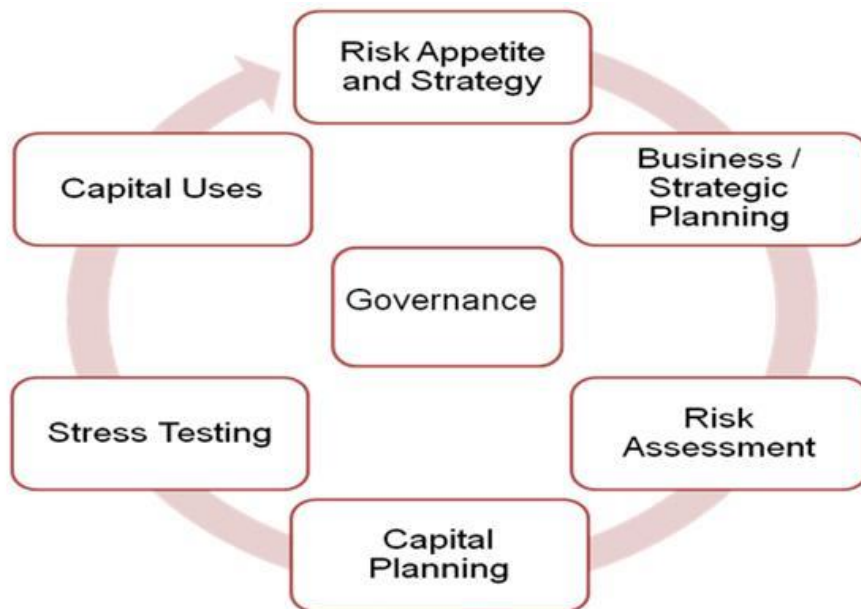 Risk Appetite
and Strategy
Business /
Strategic
Planning
Risk
Assessment
Capital
Planning
Stress Testing
Capital Uses
Governance